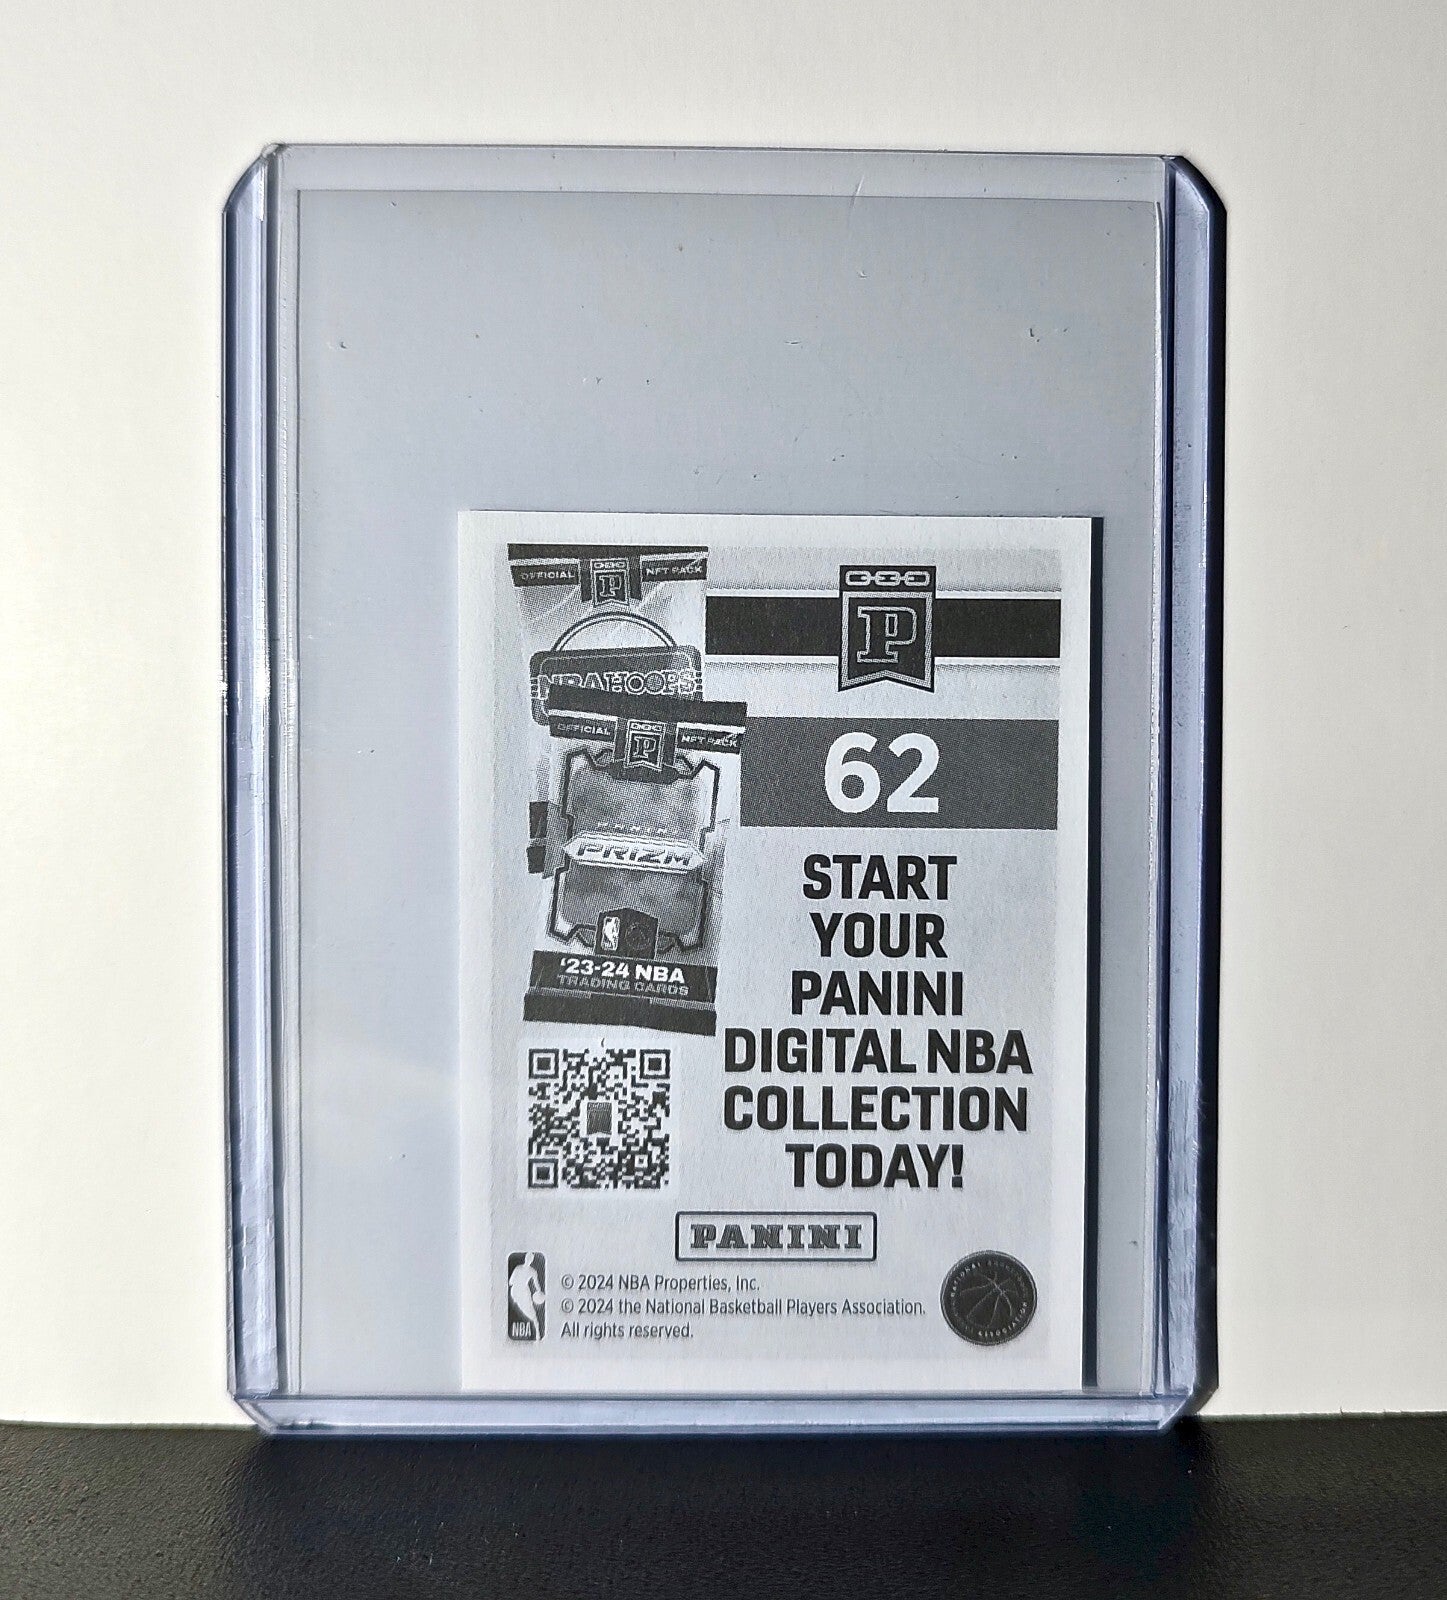 OFFICIAL P NFT PACK
NBA HOOPS
OFFICIAL P NFT PACK
PANINI
PRIZM
'23-24 NBA
TRADING CARDS
P
62
START
YOUR
PANINI
DIGITAL NBA
COLLECTION
TODAY!
PANINI
NBA
© 2024 NBA Properties, Inc.
© 2024 the National Basketball Players Association.
All rights reserved.